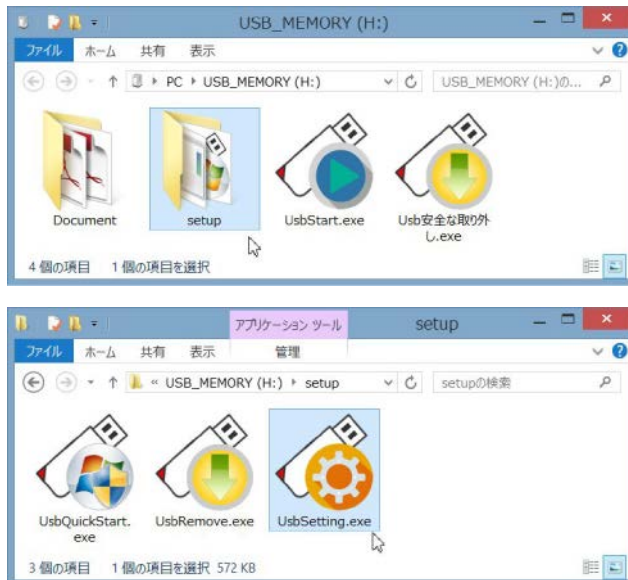 USB_MEMORY (H:)
ファイル ホーム 共有 表示
PC USB_MEMORY (H:) USB_MEMORY (H:)の...
Document setup UsbStart.exe Usb安全な取り外
し.exe
4 個の項目 1 個の項目を選択
アプリケーション ツール setup
ファイル ホーム 共有 表示 管理
« USB_MEMORY (H:) setup setupの検索
UsbQuickStart. UsbRemove.exe UsbSetting.exe
exe
3 個の項目 1 個の項目を選択 572 KB